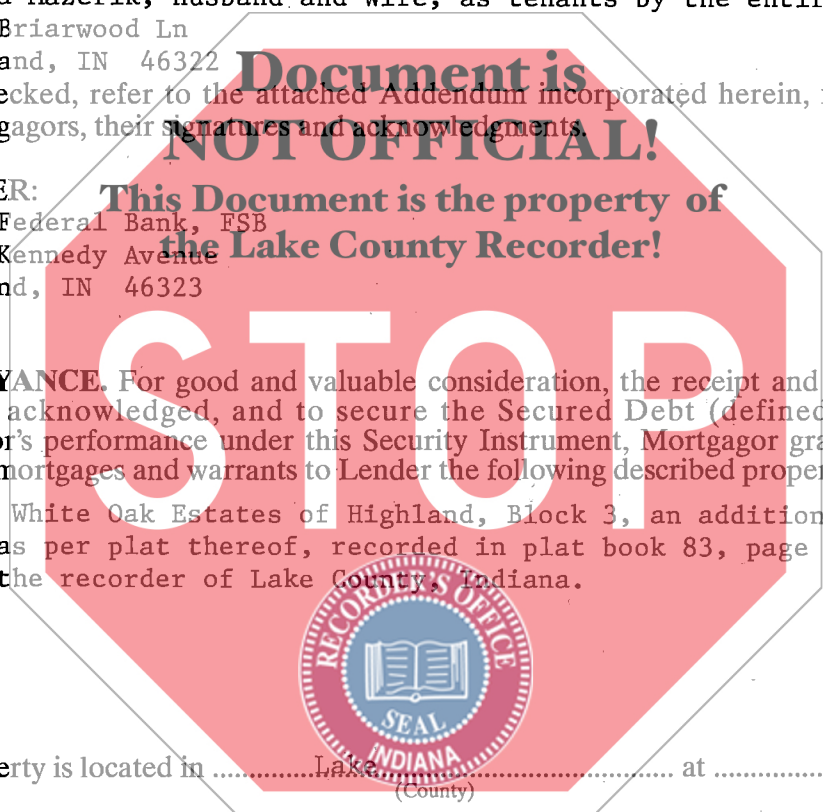 d Mazerik, husband and wife, as tenants by the entir
Briarwood Ln
and, IN 46322
Document is
ecked, refer to the attached Addendum incorporated herein,
gagors, their signatures and acknowledgments.
NOT OFFICIAL!
ER:
This Document is the property of
Federal Bank, FSB
the Lake County Recorder!
Kennedy Avenue
nd, IN 46323
STOP
YANCE. For good and valuable consideration, the receipt and
acknowledged, and to secure the Secured Debt (defined
or's performance under this Security Instrument, Mortgagor gra
mortgages and warrants to Lender the following described proper
White Oak Estates of Highland, Block 3, an addition
as per plat thereof, recorded in plat book 83, page
the recorder of Lake County, Indiana.
RECORDER'S OFFICE
SEAL
INDIANA
erty is located in ..............Lake.......................................... at ................
(County)